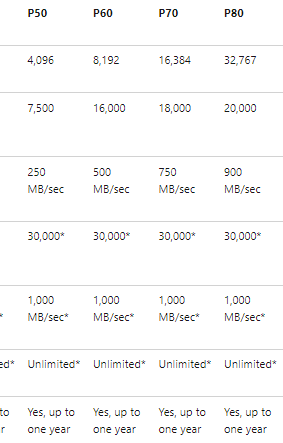 P50 P60 P70 P80
4,096 8,192 16,384 32,767
7,500 16,000 18,000 20,000
250 500 750 900
MB/sec MB/sec MB/sec MB/sec
30,000* 30,000* 30,000* 30,000*
1,000 1,000 1,000 1,000
* MB/sec* MB/sec* MB/sec* MB/sec*
ed* Unlimited* Unlimited* Unlimited* Unlimited*
to Yes, up to Yes, up to Yes, up to Yes, up to
r one year one year one year one year